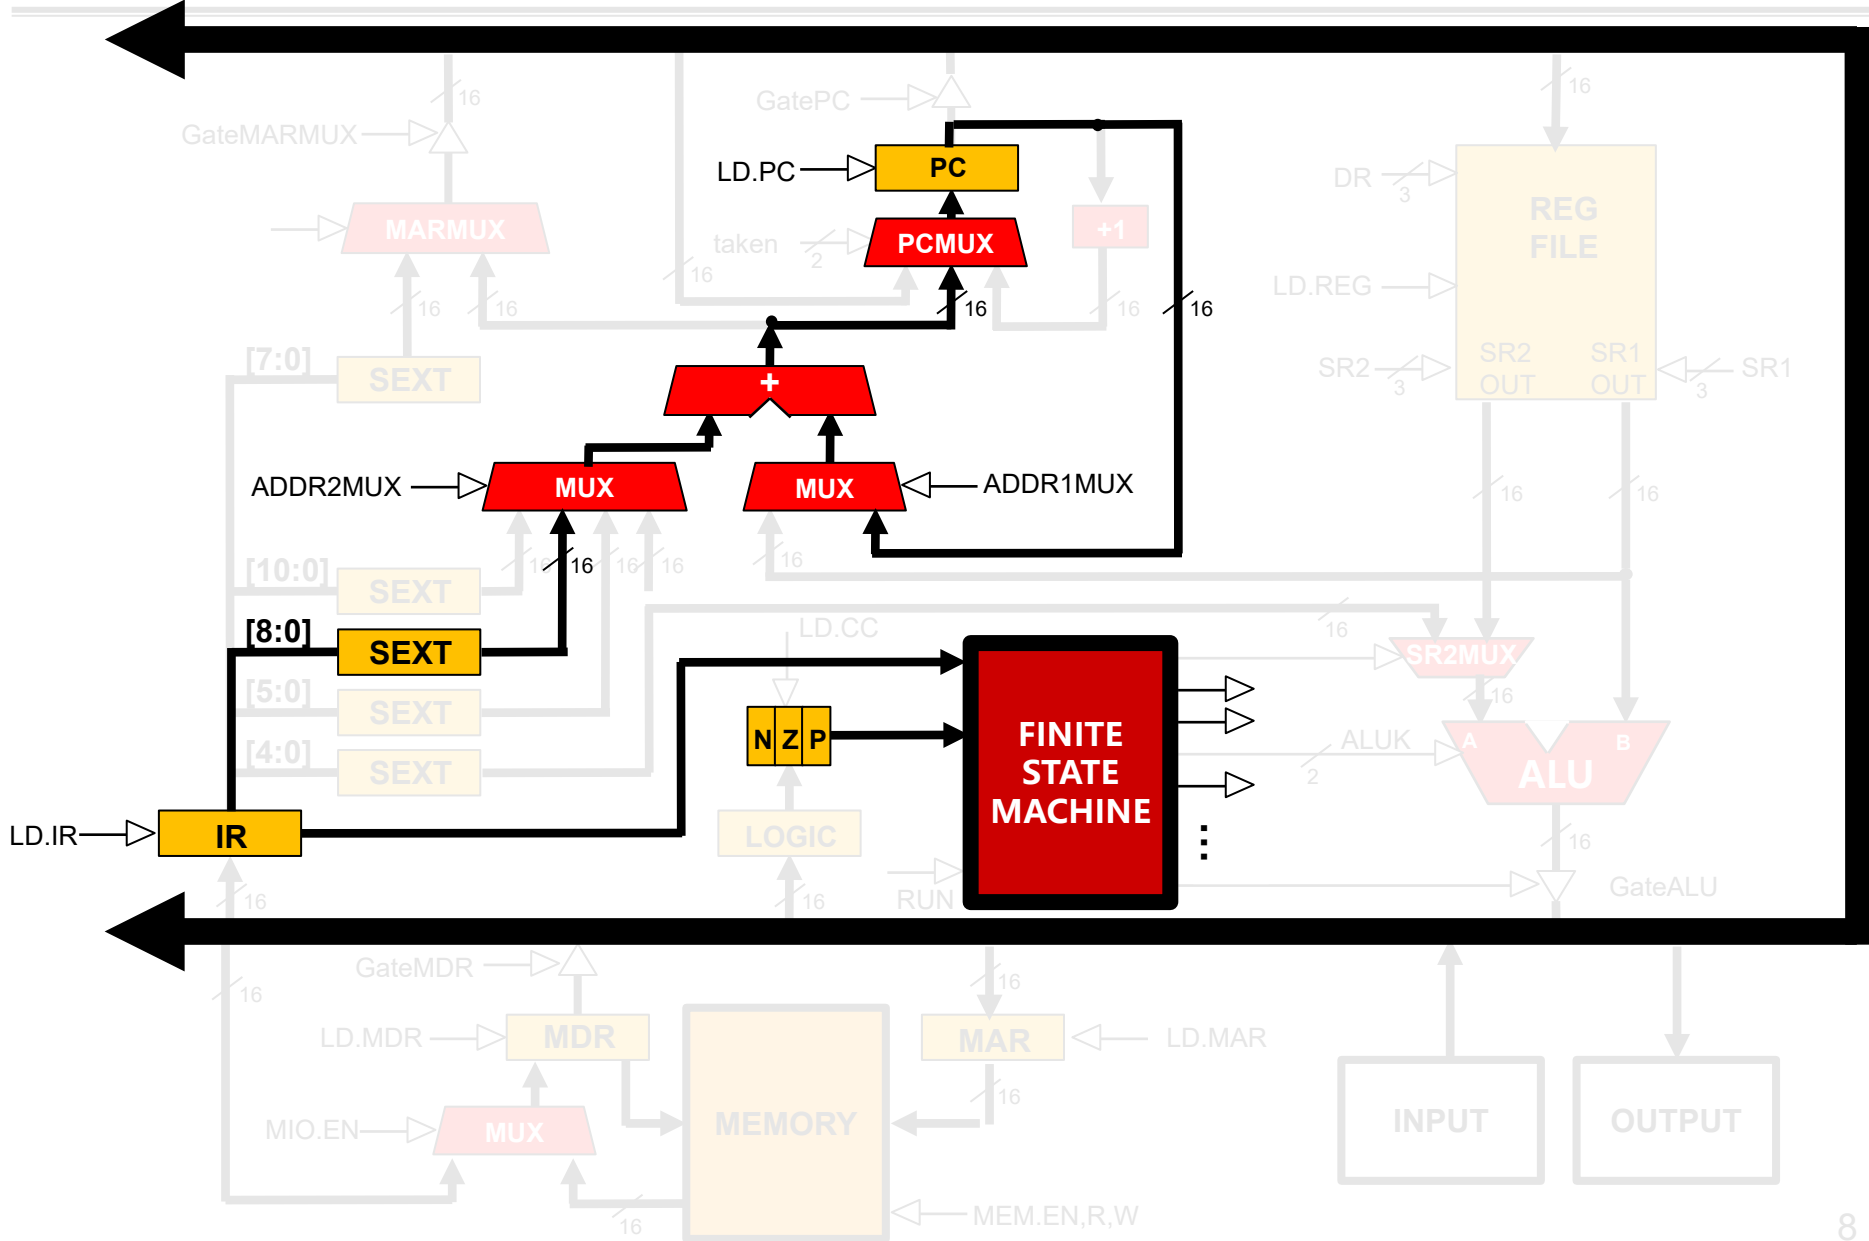 16
GatePC
16
GateMARMUX
LD.PC
PC
DR
3
REG
FILE
MARMUX
taken
2
PCMUX
+1
16
LD.REG
16
16
16
16
16
[7:0]
SEXT
+
SR2
3
SR2
OUT
SR1
OUT
3
SR1
ADDR2MUX
MUX
MUX
ADDR1MUX
16
16
16
16
16
16
16
[10:0]
SEXT
[8:0]
SEXT
LD.CC
16
SR2MUX
[5:0]
SEXT
16
N Z P
FINITE
STATE
MACHINE
ALUK
2
A
B
ALU
[4:0]
SEXT
LD.IR
IR
LOGIC
⋮
16
16
16
RUN
GateALU
GateMDR
16
16
LD.MDR
MDR
MAR
LD.MAR
16
MIO.EN
MUX
MEMORY
INPUT
OUTPUT
16
MEM.EN,R,W
8